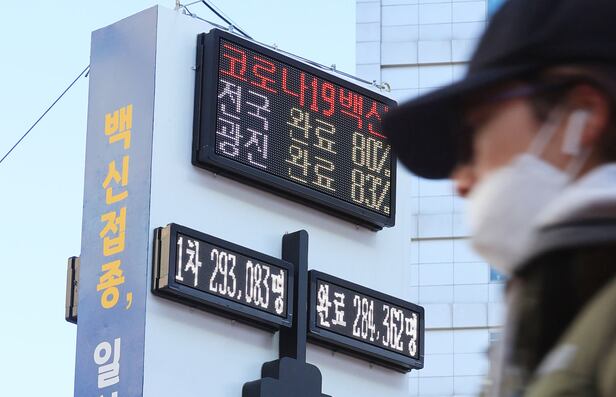 백신접종,
일
코로나19백신
전국 완료 80%
광진 완료 83%
1차 293,083명
완료 284,362명